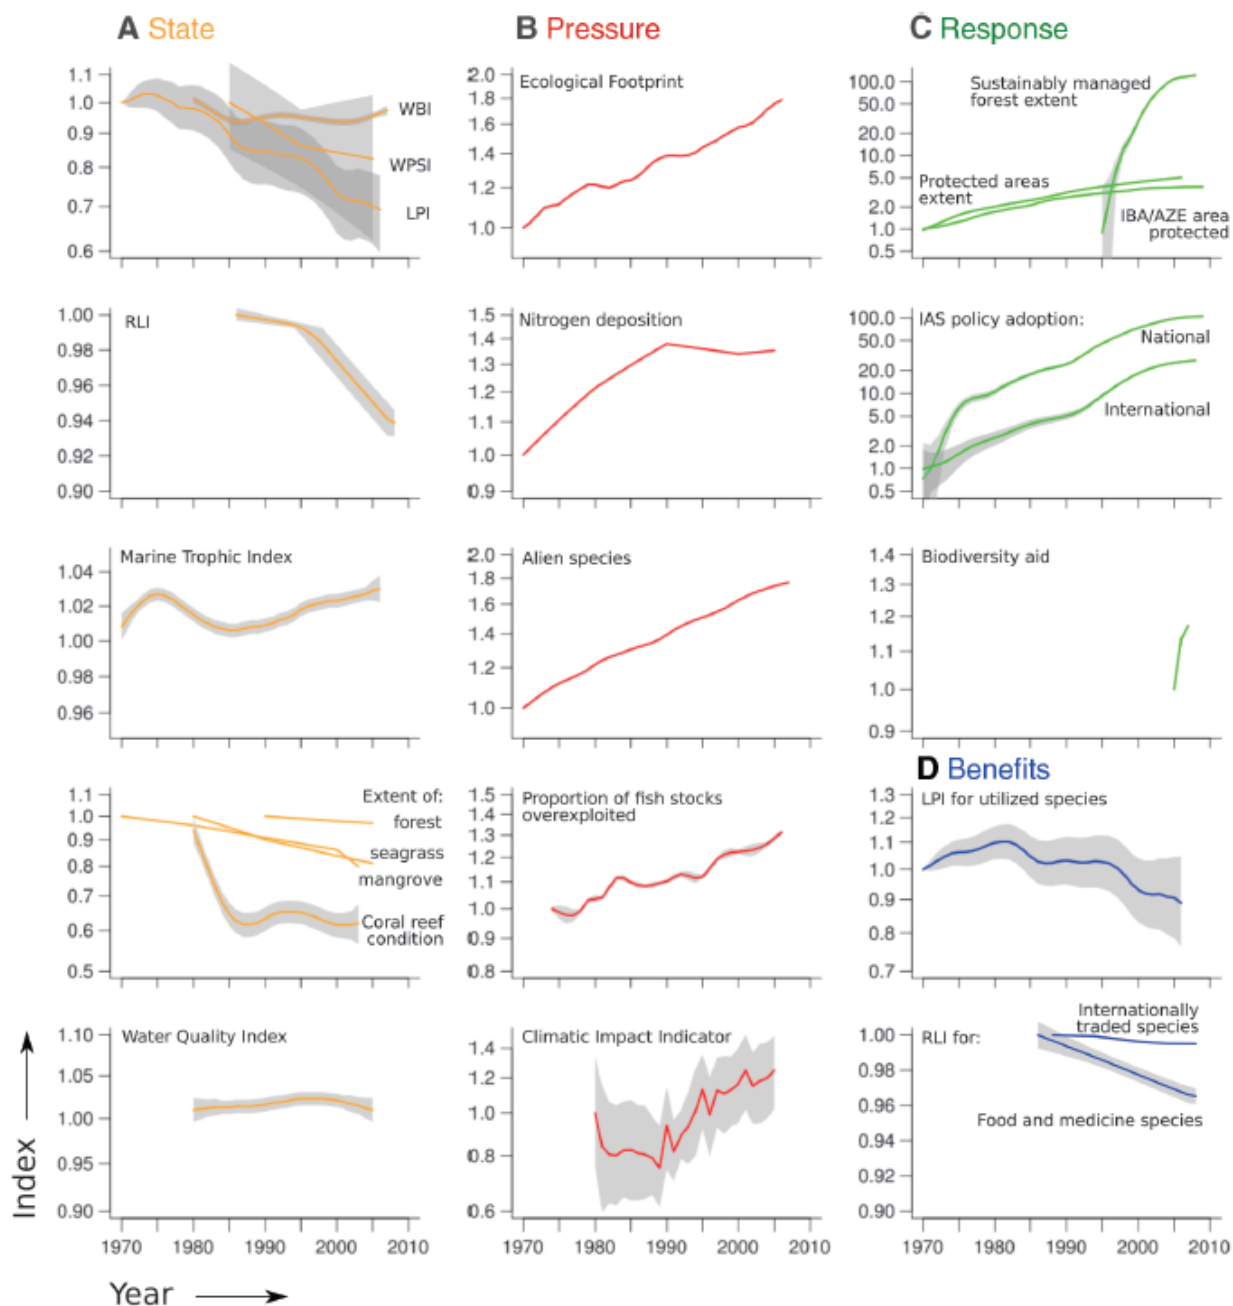 A State
1.1
1.0
0.9
0.8
0.7
0.6
WBI
WPSI
LPI
B Pressure
2.0
1.8
1.6
1.4
1.2
1.0
Ecological Footprint
C Response
100.0
50.0
20.0
10.0
5.0
2.0
1.0
0.5
Sustainably managed
forest extent
Protected areas
extent
IBA/AZE area
protected
1.00
0.98
0.96
0.94
0.92
0.90
RLI
1.5
1.4
1.3
1.2
1.1
1.0
0.9
Nitrogen deposition
100.0
50.0
20.0
10.0
5.0
2.0
1.0
0.5
IAS policy adoption:
National
International
1.04
1.02
1.00
0.98
0.96
Marine Trophic Index
2.0
1.8
1.6
1.4
1.2
1.0
Alien species
1.4
1.3
1.2
1.1
1.0
0.9
Biodiversity aid
1.1
1.0
0.9
0.8
0.7
0.6
0.5
Extent of:
forest
seagrass
mangrove
Coral reef
condition
1.5
1.4
1.3
1.2
1.1
1.0
0.9
0.8
Proportion of fish stocks
overexploited
D Benefits
1.3
1.2
1.1
1.0
0.9
0.8
0.7
LPI for utilized species
1.10
1.05
1.00
0.95
0.90
Water Quality Index
1970 1980 1990 2000 2010
1.4
1.2
1.0
0.8
0.6
Climatic Impact Indicator
1970 1980 1990 2000 2010
1.00
0.98
0.96
0.94
0.92
0.90
RLI for:
Internationally
traded species
Food and medicine species
1970 1980 1990 2000 2010
Index
Year